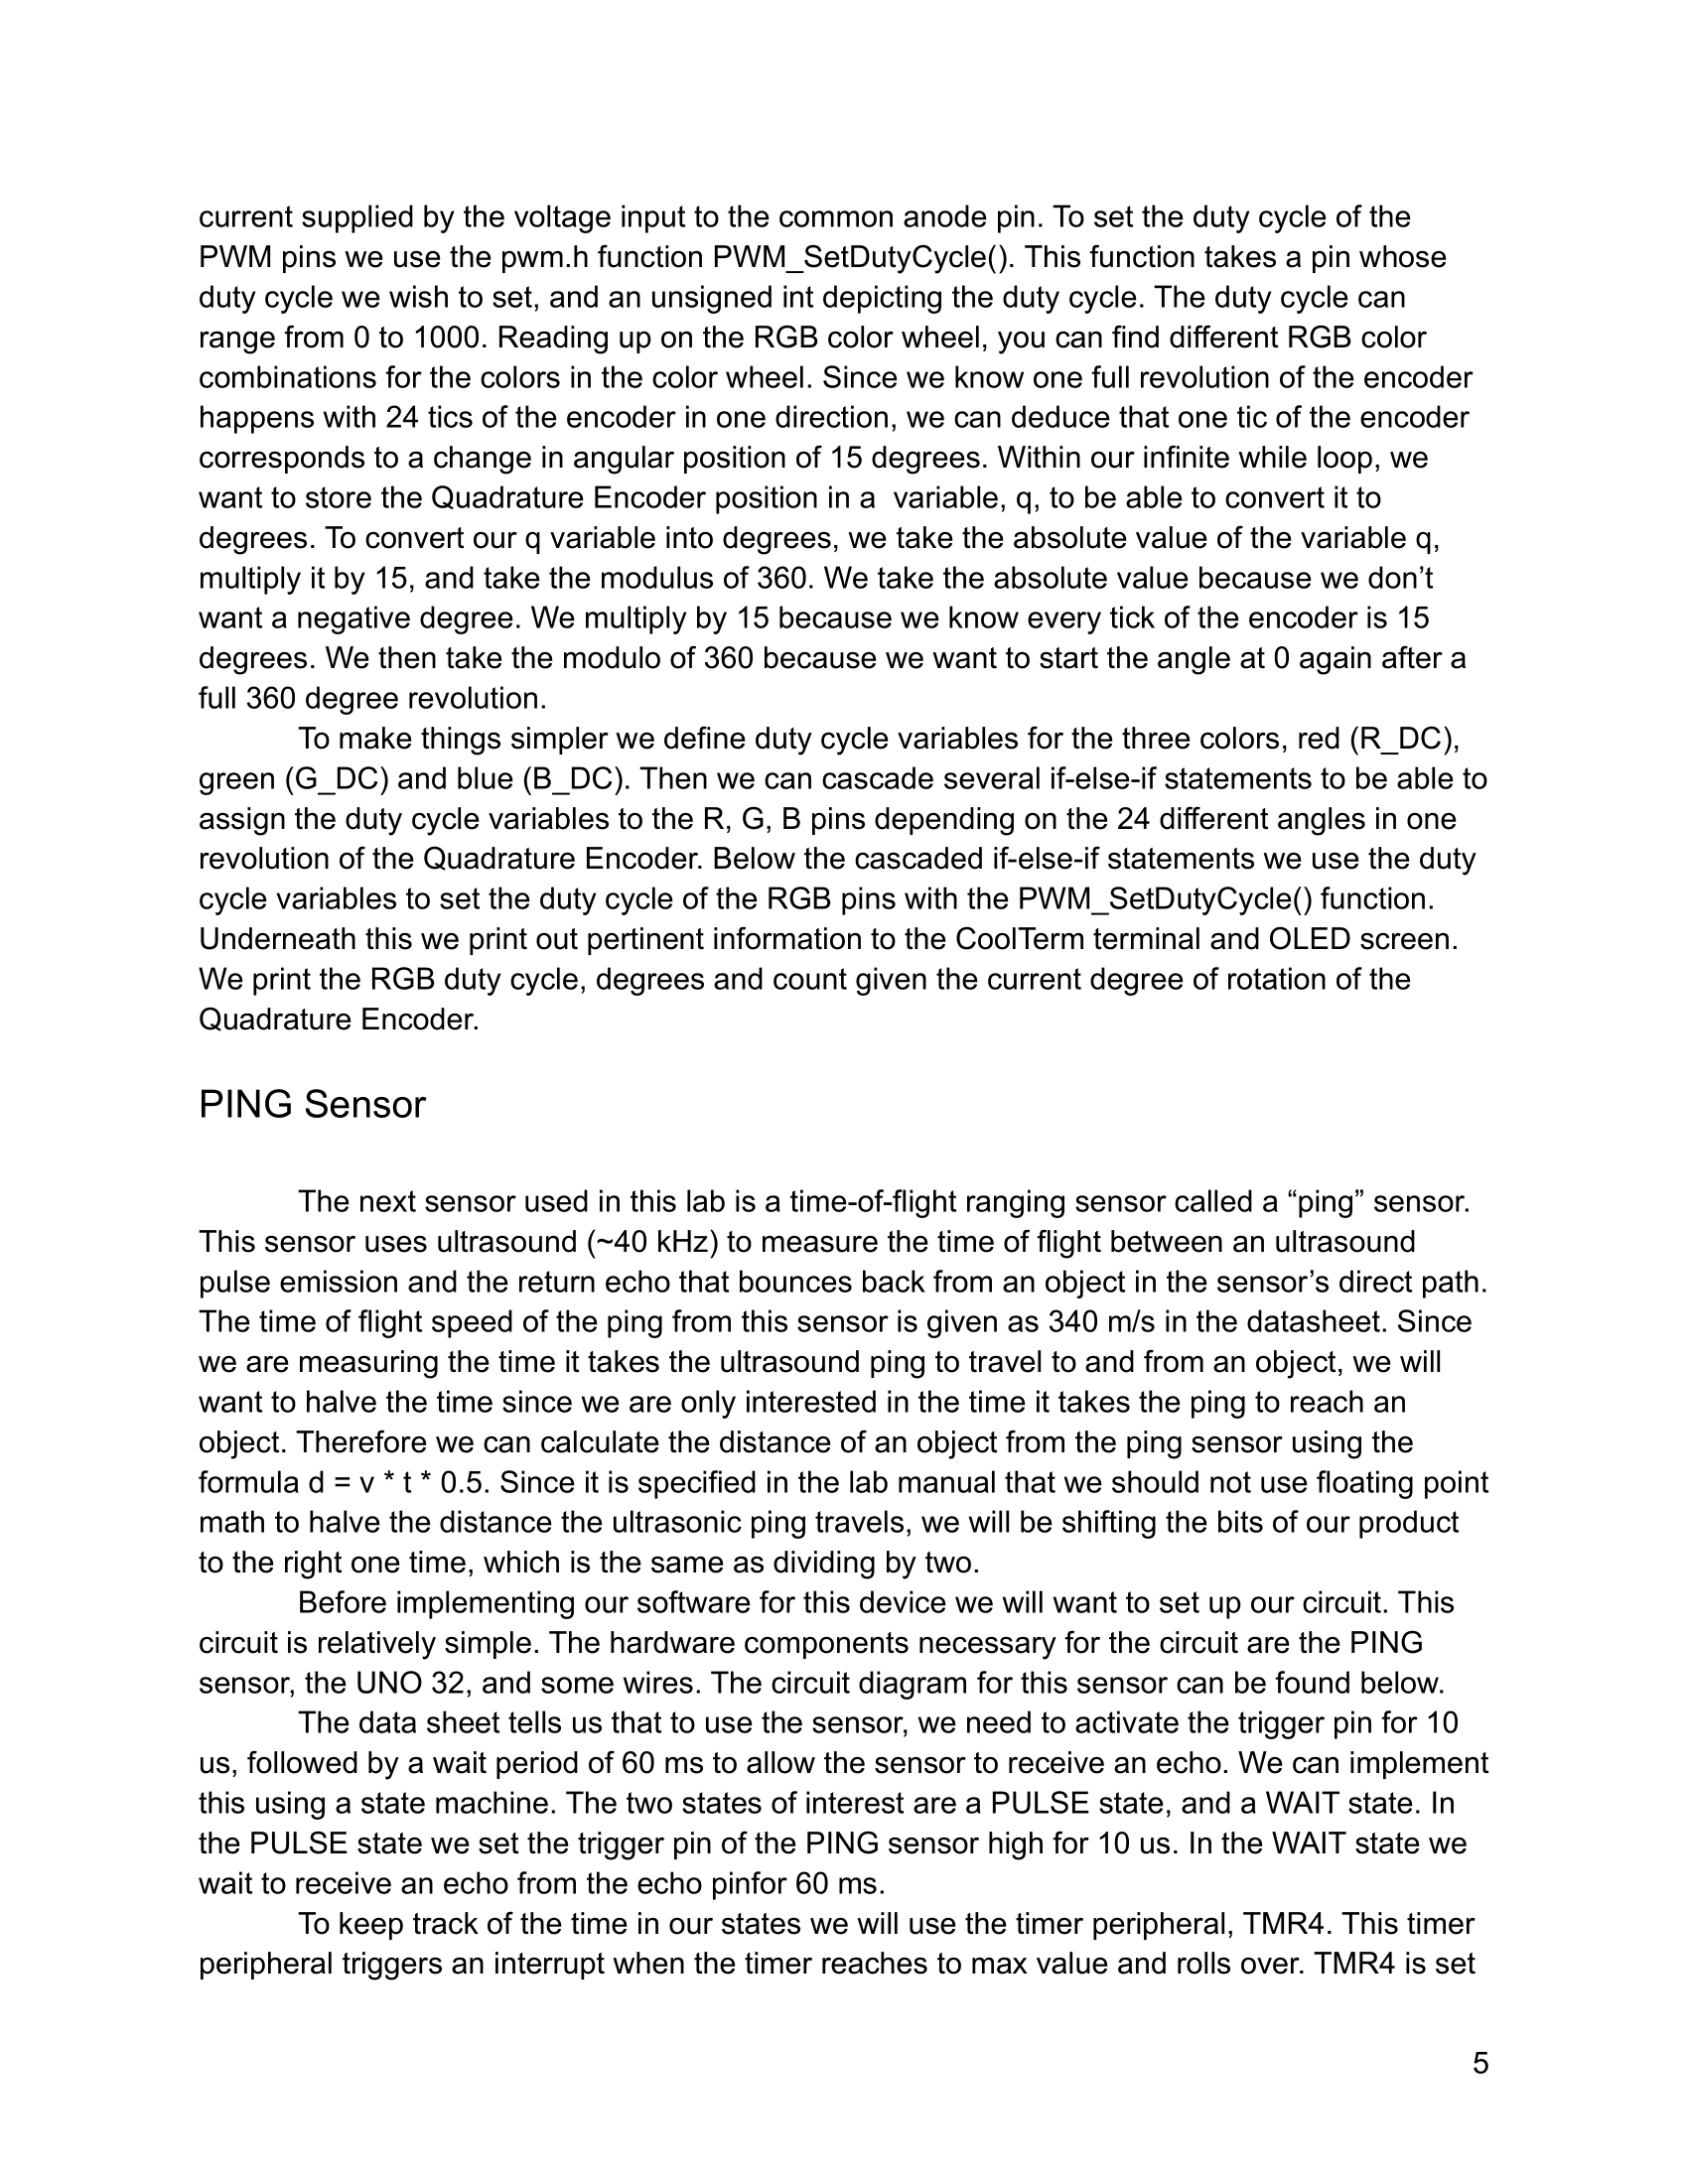 current supplied by the voltage input to the common anode pin. To set the duty cycle of the
PWM pins we use the pwm.h function PWM_SetDutyCycle(). This function takes a pin whose
duty cycle we wish to set, and an unsigned int depicting the duty cycle. The duty cycle can
range from 0 to 1000. Reading up on the RGB color wheel, you can find different RGB color
combinations for the colors in the color wheel. Since we know one full revolution of the encoder
happens with 24 tics of the encoder in one direction, we can deduce that one tic of the encoder
corresponds to a change in angular position of 15 degrees. Within our infinite while loop, we
want to store the Quadrature Encoder position in a  variable, q, to be able to convert it to
degrees. To convert our q variable into degrees, we take the absolute value of the variable q,
multiply it by 15, and take the modulus of 360. We take the absolute value because we don’t
want a negative degree. We multiply by 15 because we know every tick of the encoder is 15
degrees. We then take the modulo of 360 because we want to start the angle at 0 again after a
full 360 degree revolution.
To make things simpler we define duty cycle variables for the three colors, red (R_DC),
green (G_DC) and blue (B_DC). Then we can cascade several if-else-if statements to be able to
assign the duty cycle variables to the R, G, B pins depending on the 24 different angles in one
revolution of the Quadrature Encoder. Below the cascaded if-else-if statements we use the duty
cycle variables to set the duty cycle of the RGB pins with the PWM_SetDutyCycle() function.
Underneath this we print out pertinent information to the CoolTerm terminal and OLED screen.
We print the RGB duty cycle, degrees and count given the current degree of rotation of the
Quadrature Encoder.
PING Sensor
The next sensor used in this lab is a time-of-flight ranging sensor called a “ping” sensor.
This sensor uses ultrasound (~40 kHz) to measure the time of flight between an ultrasound
pulse emission and the return echo that bounces back from an object in the sensor’s direct path.
The time of flight speed of the ping from this sensor is given as 340 m/s in the datasheet. Since
we are measuring the time it takes the ultrasound ping to travel to and from an object, we will
want to halve the time since we are only interested in the time it takes the ping to reach an
object. Therefore we can calculate the distance of an object from the ping sensor using the
formula d = v * t * 0.5. Since it is specified in the lab manual that we should not use floating point
math to halve the distance the ultrasonic ping travels, we will be shifting the bits of our product
to the right one time, which is the same as dividing by two.
Before implementing our software for this device we will want to set up our circuit. This
circuit is relatively simple. The hardware components necessary for the circuit are the PING
sensor, the UNO 32, and some wires. The circuit diagram for this sensor can be found below.
The data sheet tells us that to use the sensor, we need to activate the trigger pin for 10
us, followed by a wait period of 60 ms to allow the sensor to receive an echo. We can implement
this using a state machine. The two states of interest are a PULSE state, and a WAIT state. In
the PULSE state we set the trigger pin of the PING sensor high for 10 us. In the WAIT state we
wait to receive an echo from the echo pinfor 60 ms.
To keep track of the time in our states we will use the timer peripheral, TMR4. This timer
peripheral triggers an interrupt when the timer reaches to max value and rolls over. TMR4 is set
5